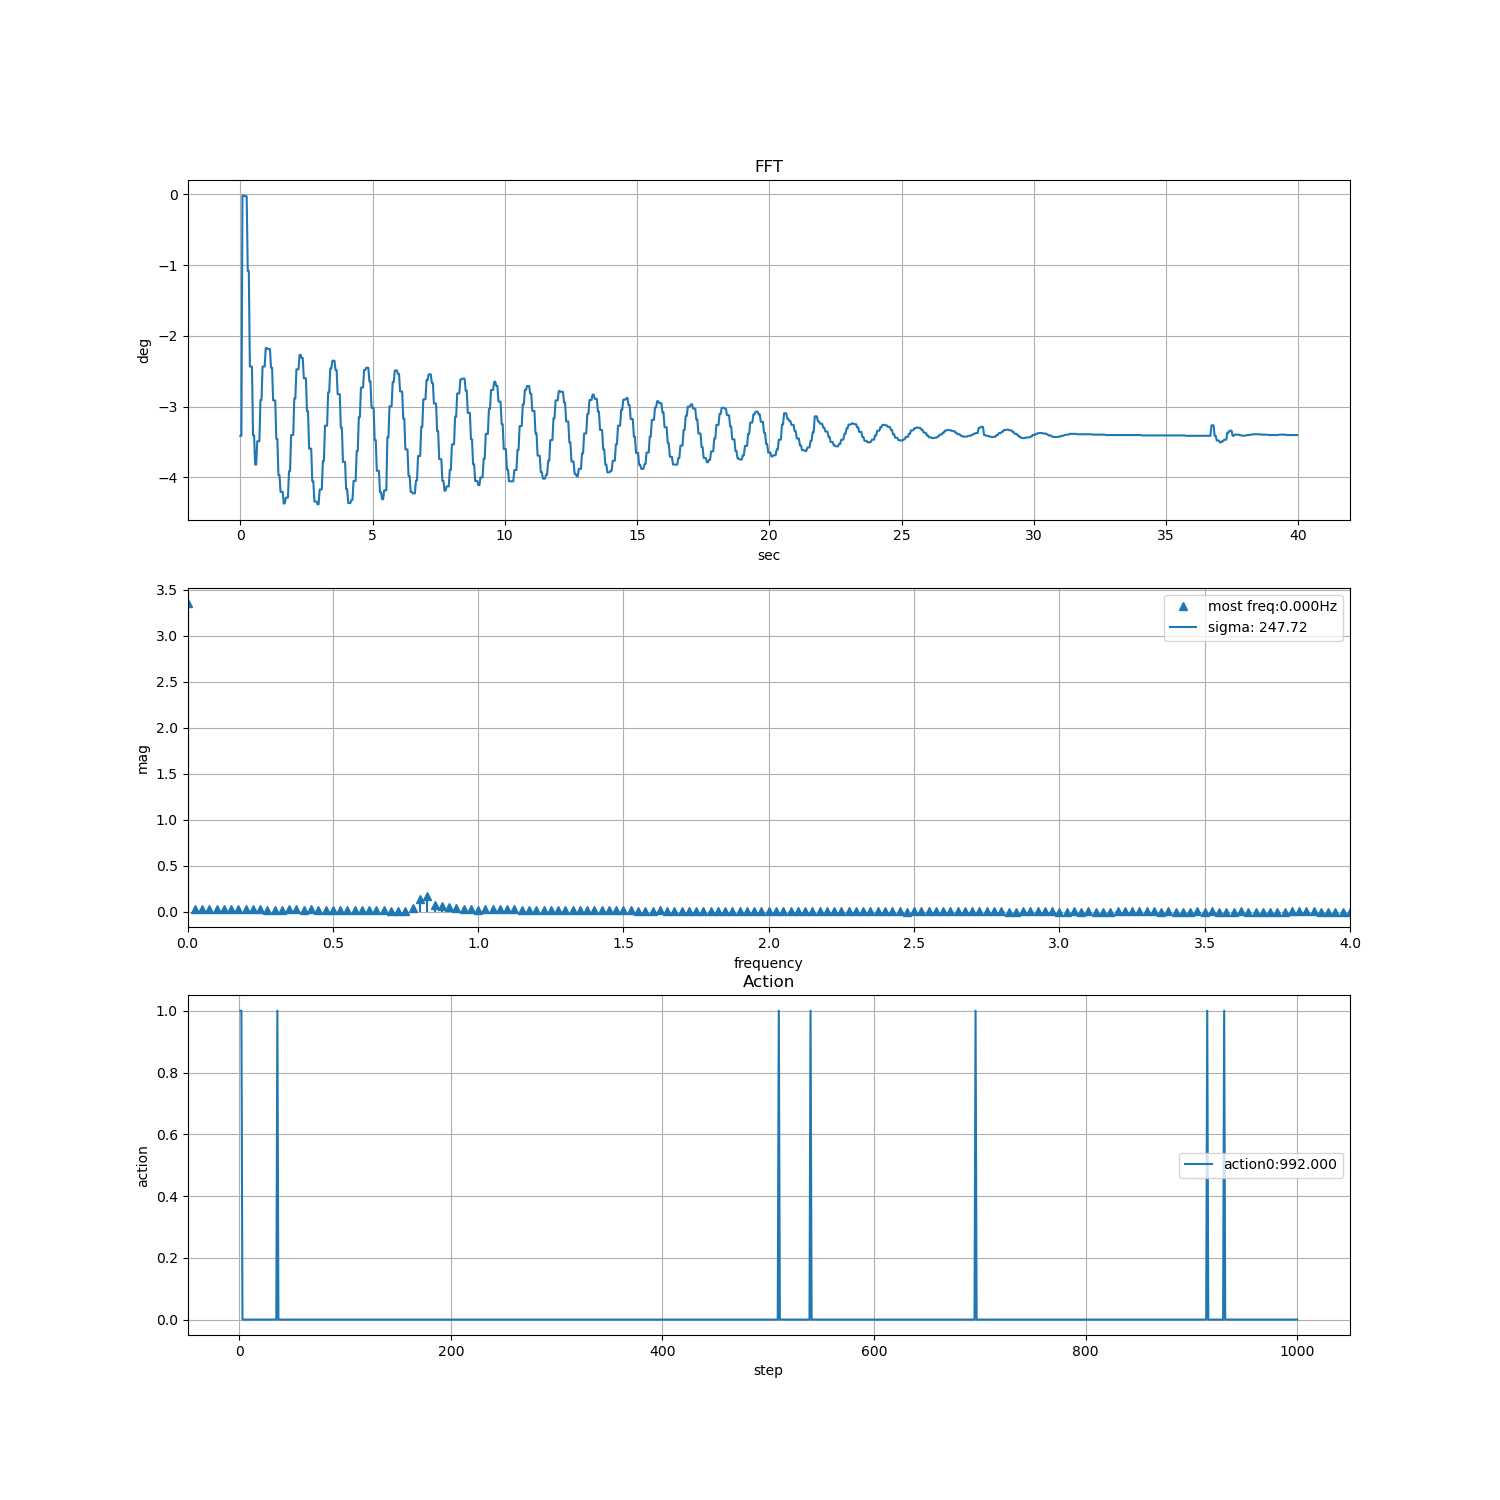 FFT
0
−1
−2
−3
−4
deg
0 5 10 15 20 25 30 35 40
sec
3.5
3.0
2.5
2.0
1.5
1.0
0.5
0.0
mag
most freq:0.000Hz
sigma: 247.72
0.0 0.5 1.0 1.5 2.0 2.5 3.0 3.5 4.0
frequency
Action
1.0
0.8
0.6
0.4
0.2
0.0
action
action0:992.000
0 200 400 600 800 1000
step